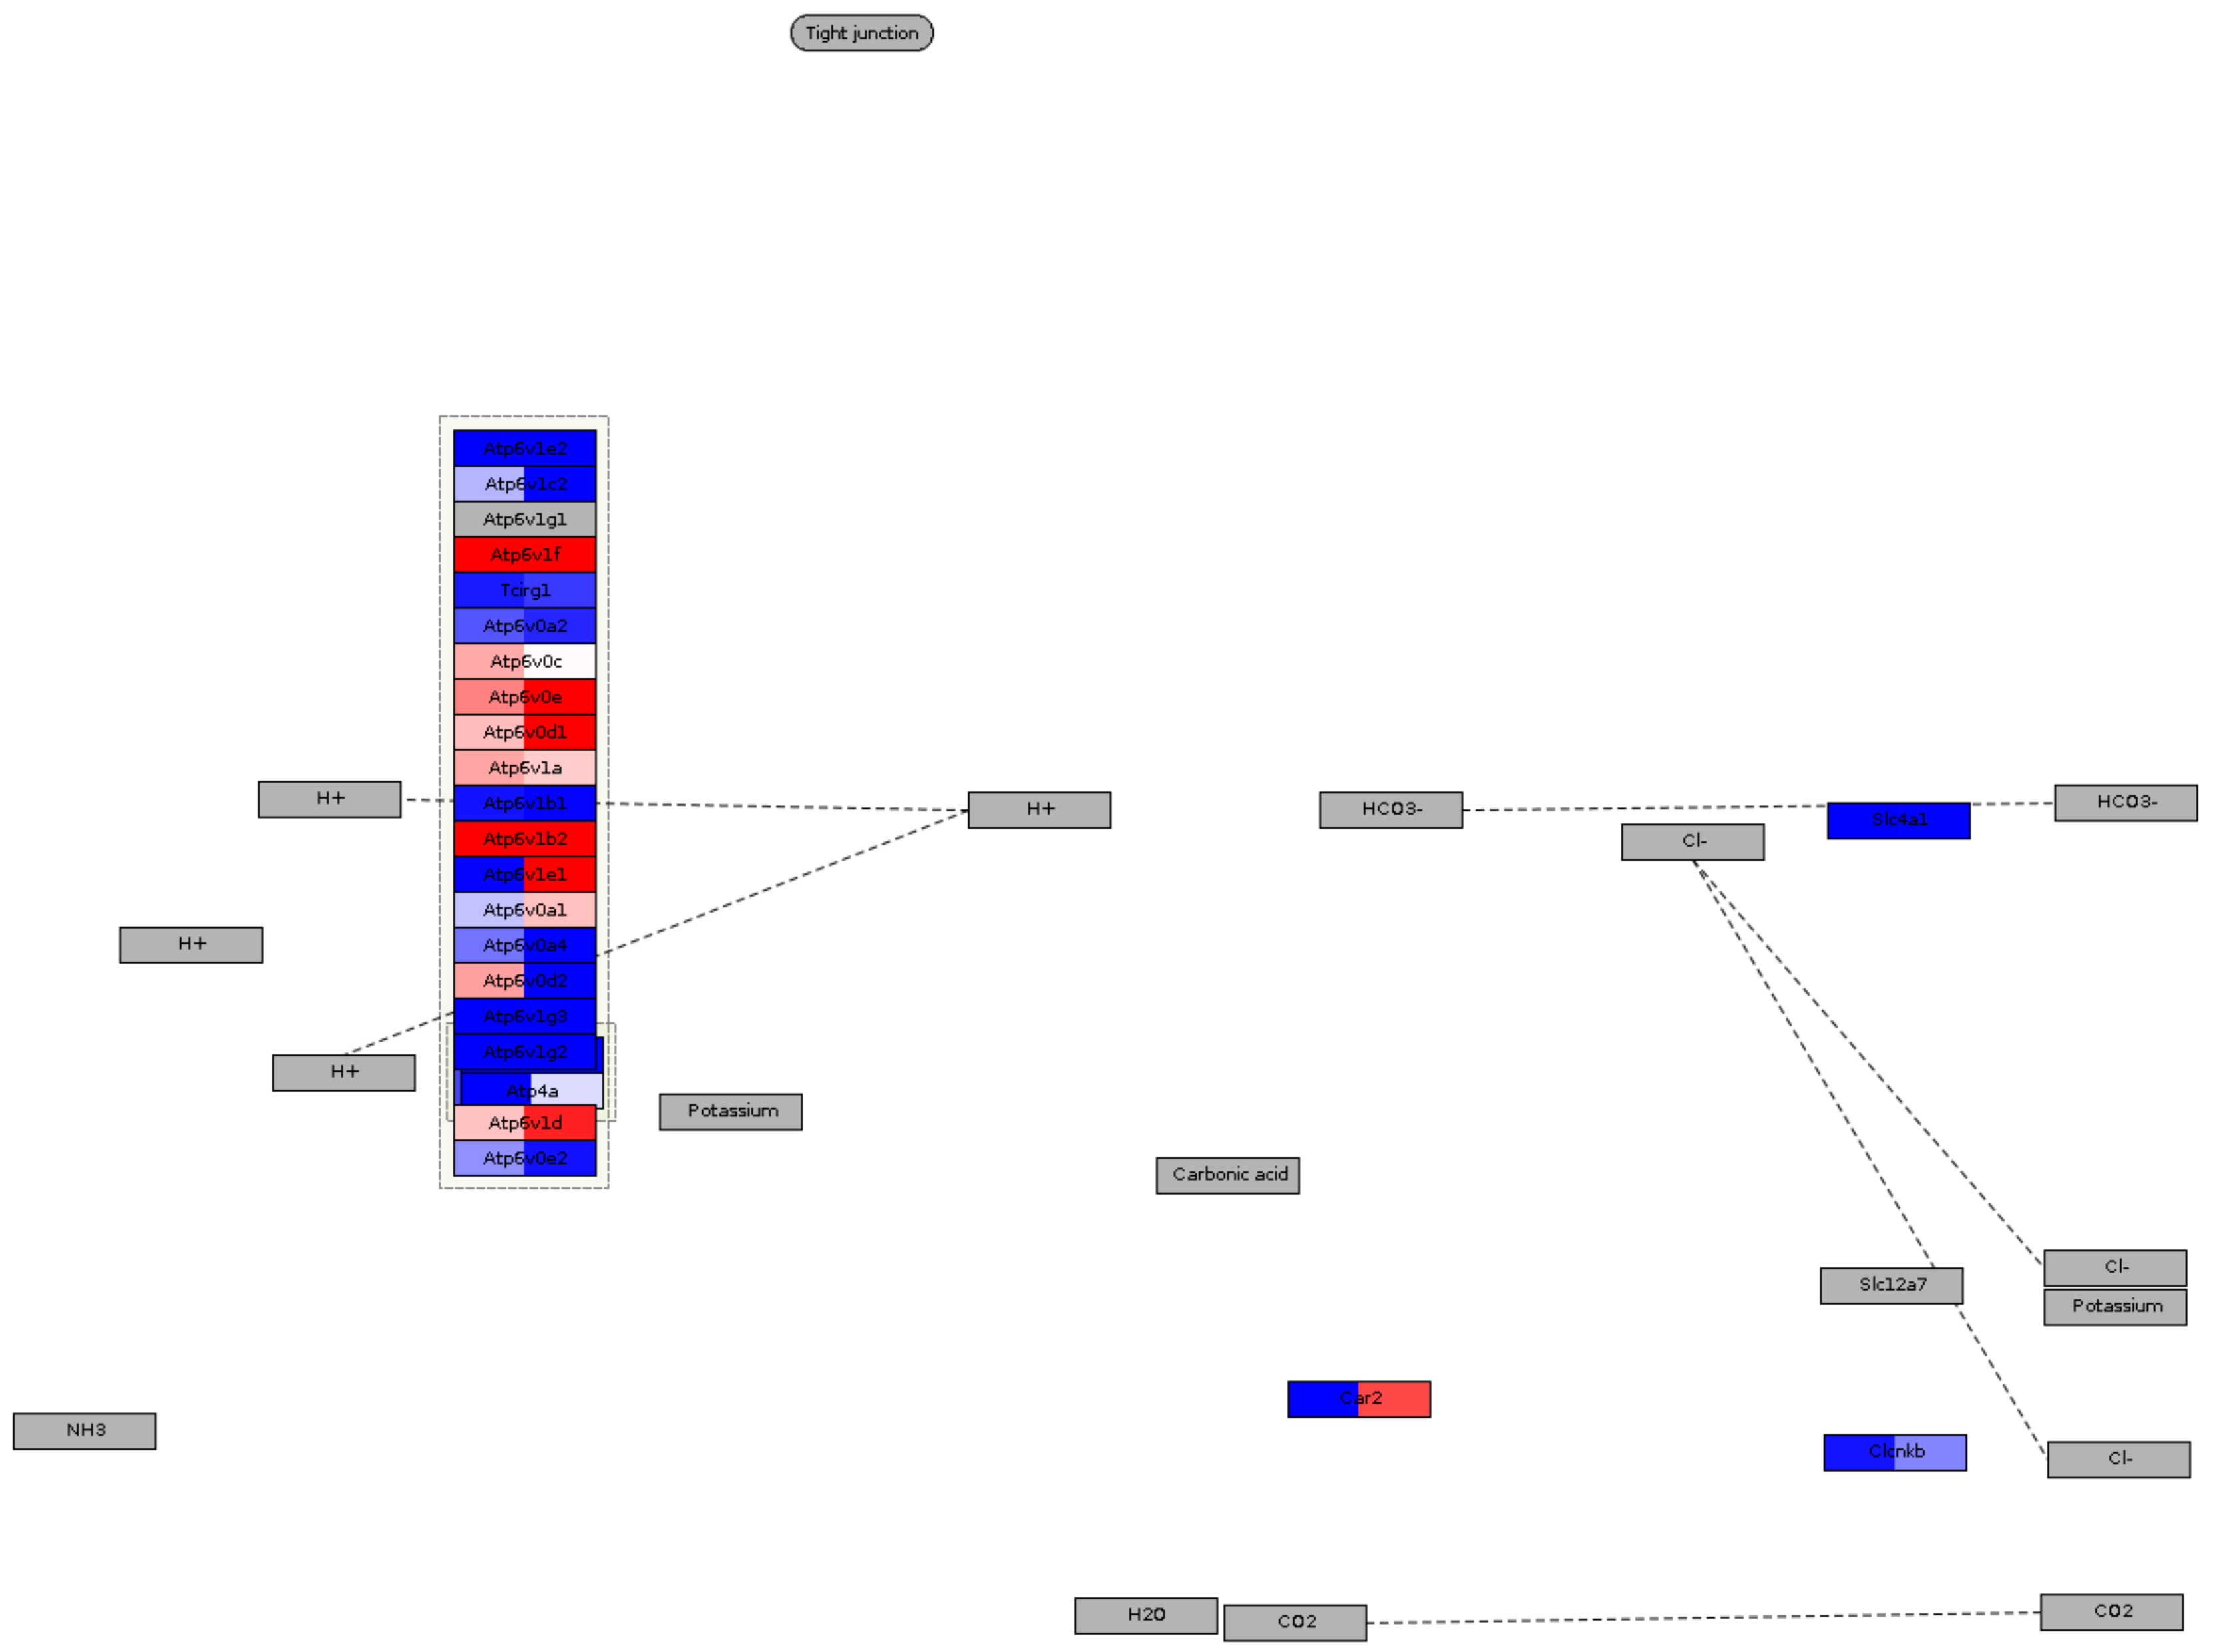 Tight junction
Atp6v1e2
Atp6v1c2
Atp6v1g1
Atp6v1f
Tcirg1
Atp6v0a2
Atp6v0c
Atp6v0e
Atp6v0d1
Atp6v1a
H+
Atp6v1b1
H+
HCO3-
HCO3-
Slc4a1
Cl-
Atp6v1b2
Atp6v1e1
Atp6v0a1
H+
Atp6v0a4
Atp6v0d2
Atp6v1g3
Atp6v1g2
H+
Atp4a
Potassium
Atp6v1d
Atp6v0e2
Carbonic acid
Cl-
Slc12a7
Potassium
Car2
NH3
Clcnkb
Cl-
H2O
CO2
CO2